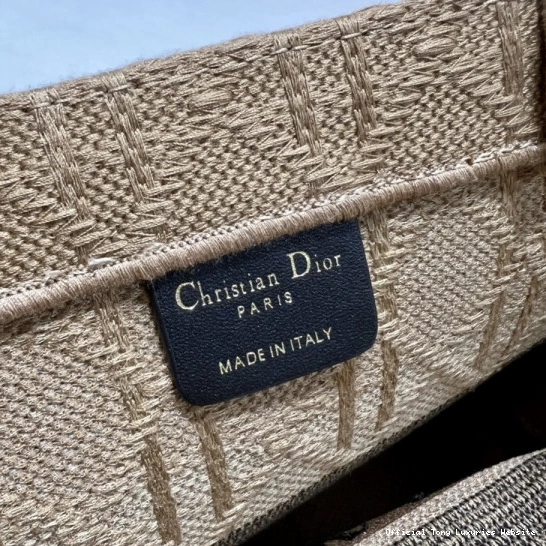 Christian Dior
PARIS
MADE IN ITALY
Official Tony Luxuries Website